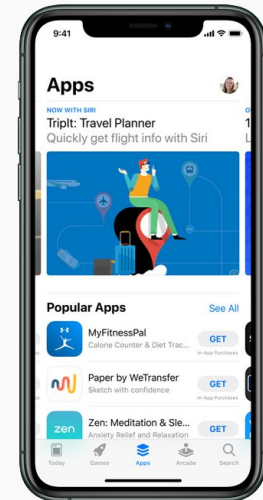 9:41
Apps
NOW WITH SIRI
TripIt: Travel Planner
Quickly get flight info with Siri
Popular Apps
See All
MyFitnessPal
Calorie Counter & Diet Trac...
GET
In-App Purchases
Paper by WeTransfer
Sketch with confidence
GET
In-App Purchases
zen
Zen: Meditation & Sle...
Anxiety Relief and Relaxation
GET
Today
Games
Apps
Arcade
Search